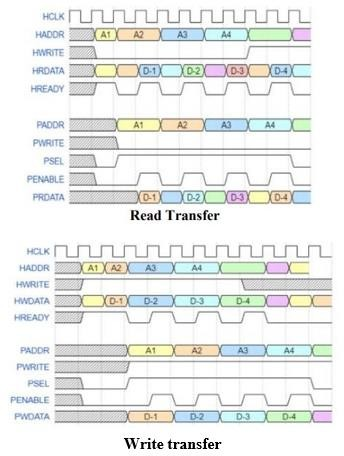 HCLK
HADDR A1 A2 A3 A4
HWRITE
HRDATA D-1 D-2 D-3 D-4
HREADY
PADDR A1 A2 A3 A4
PWRITE
PSEL
PENABLE
PRDATA D-1 D-2 D-3 D-4
Read Transfer
HCLK
HADDR A1 A2 A3 A4
HWRITE
HWDATA D-1 D-2 D-3 D-4
HREADY
PADDR A1 A2 A3 A4
PWRITE
PSEL
PENABLE
PWDATA D-1 D-2 D-3 D-4
Write transfer